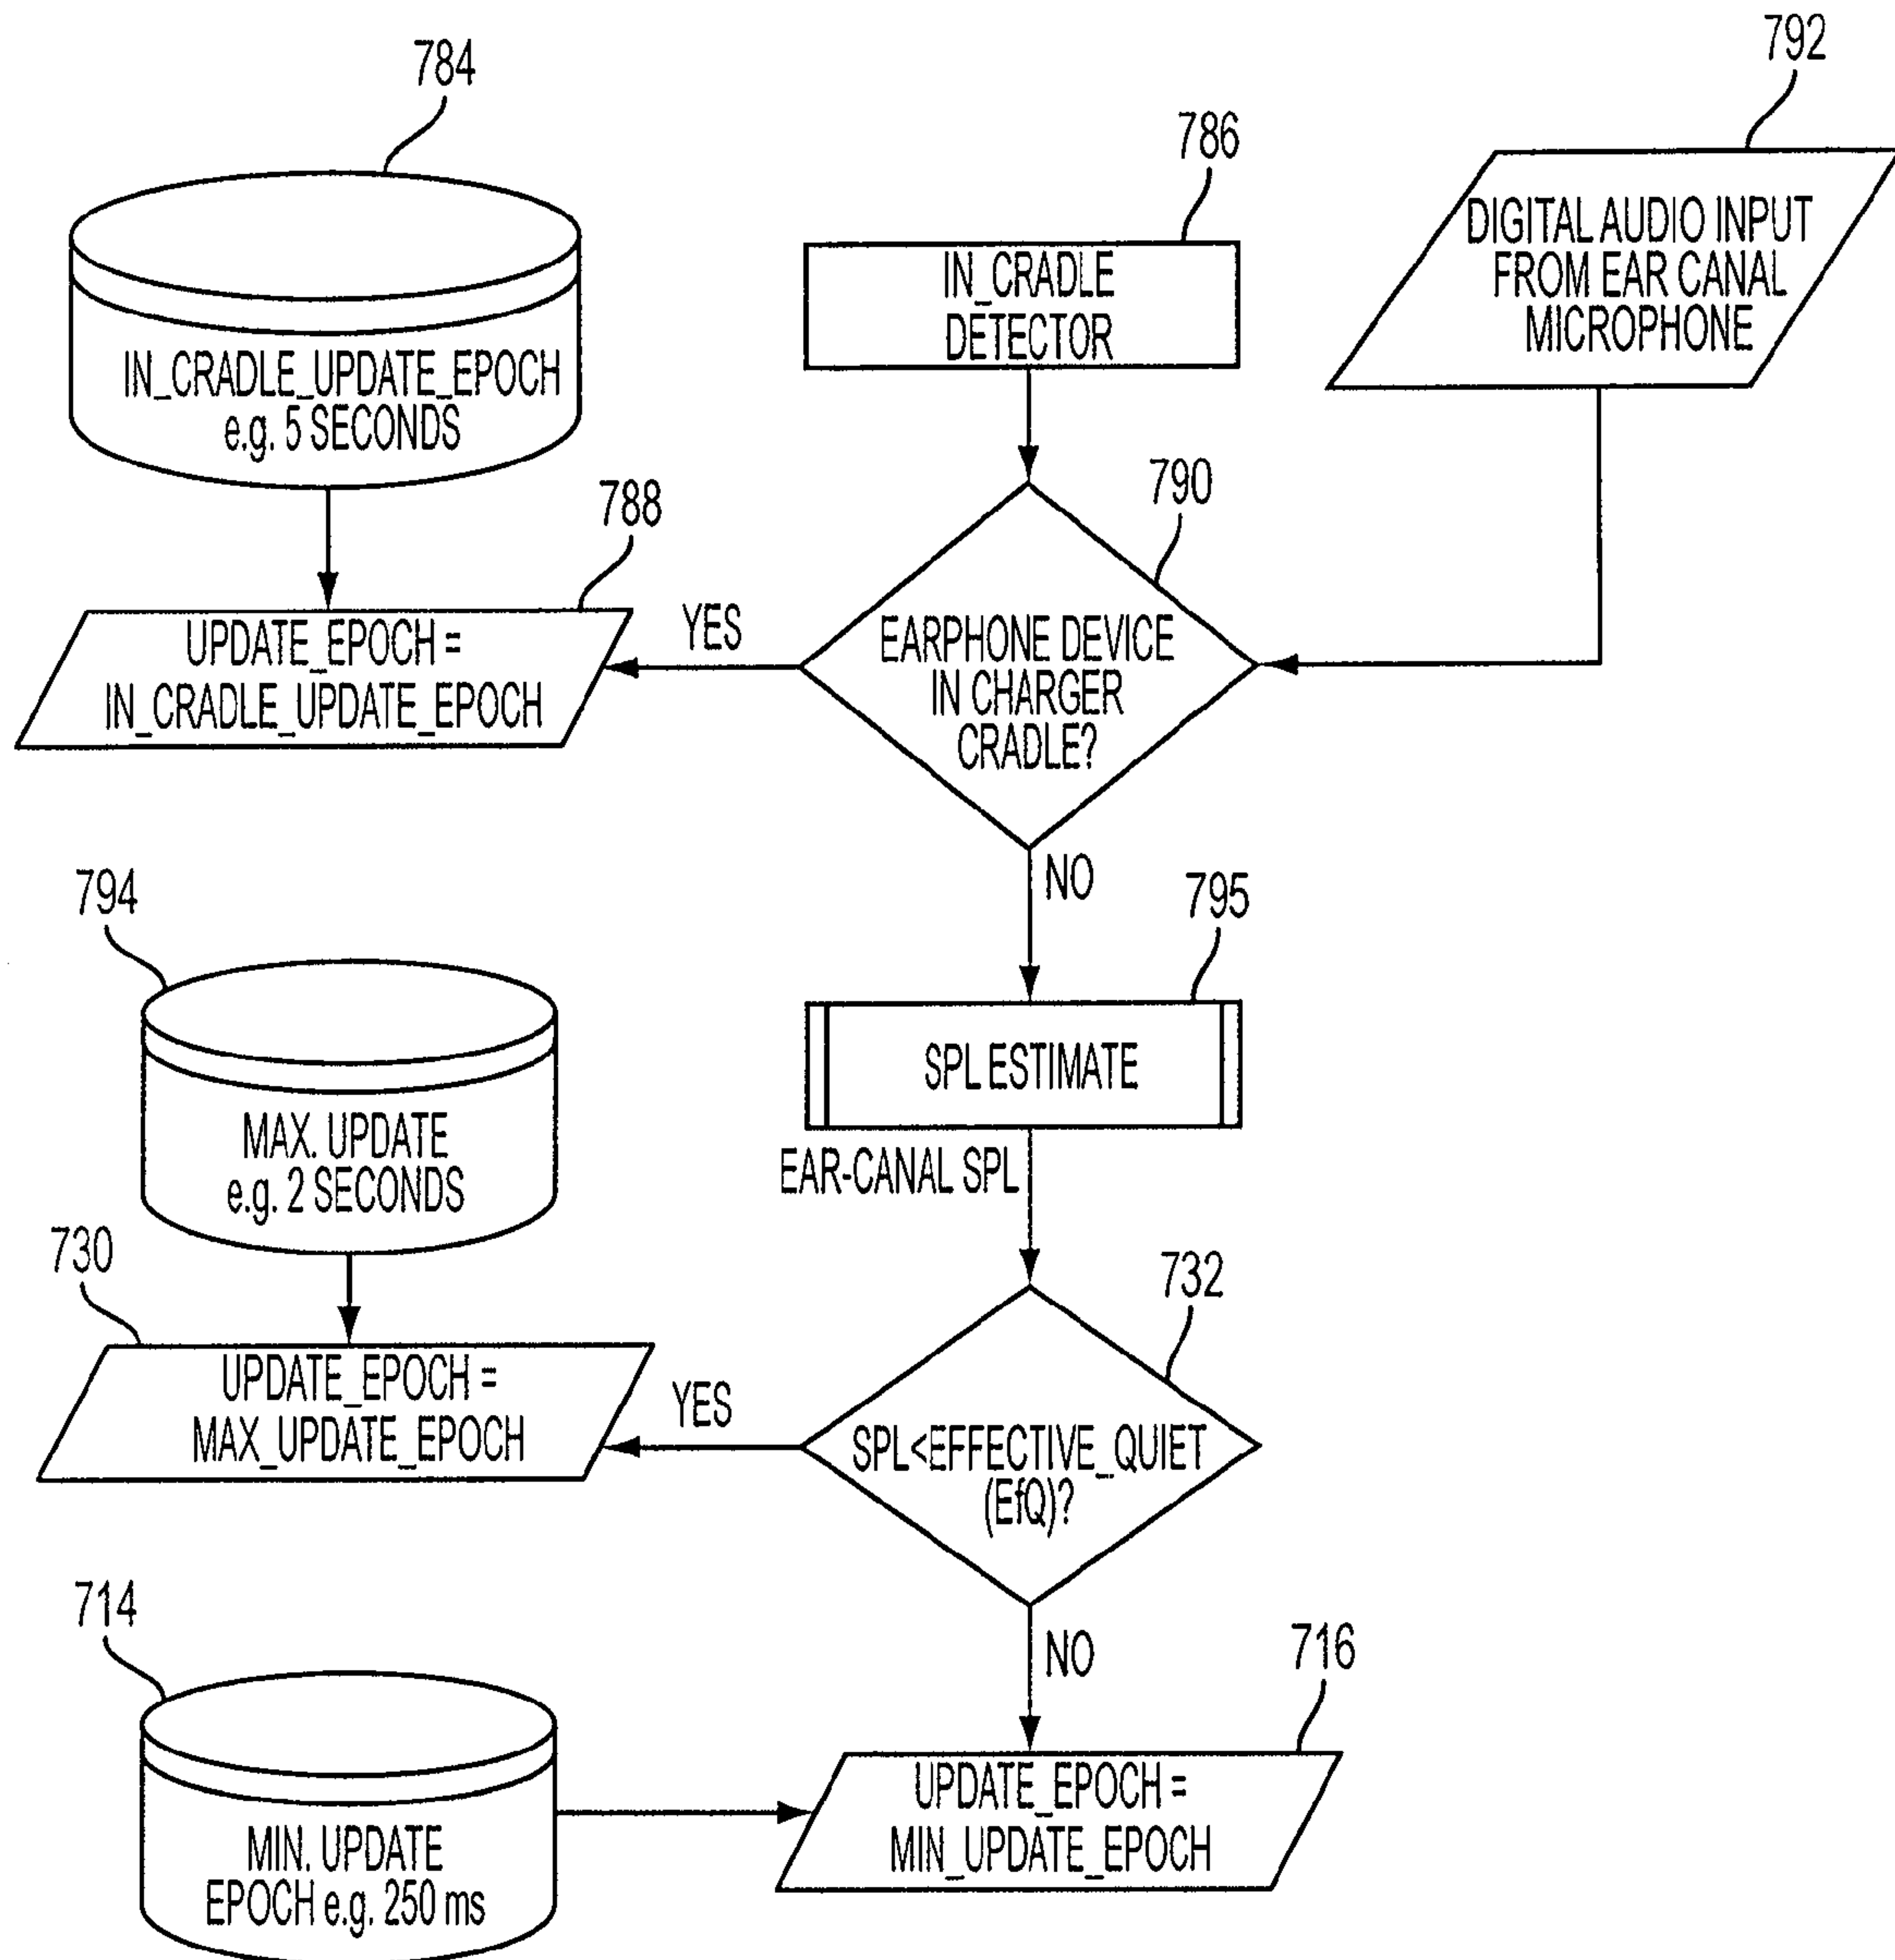 784
792
786
IN_CRADLE
DETECTOR
DIGITAL AUDIO INPUT
FROM EAR CANAL
MICROPHONE
IN_CRADLE_UPDATE_EPOCH
e.g. 5 SECONDS
788
790
UPDATE_EPOCH =
IN_CRADLE_UPDATE_EPOCH
YES
EARPHONE DEVICE
IN CHARGER
CRADLE?
NO
794
795
SPL ESTIMATE
MAX. UPDATE
e.g. 2 SECONDS
EAR-CANAL SPL
730
732
UPDATE_EPOCH =
MAX_UPDATE_EPOCH
YES
SPL<EFFECTIVE_QUIET
(EfQ)?
714
NO
716
MIN. UPDATE
EPOCH e.g. 250 ms
UPDATE_EPOCH =
MIN_UPDATE_EPOCH